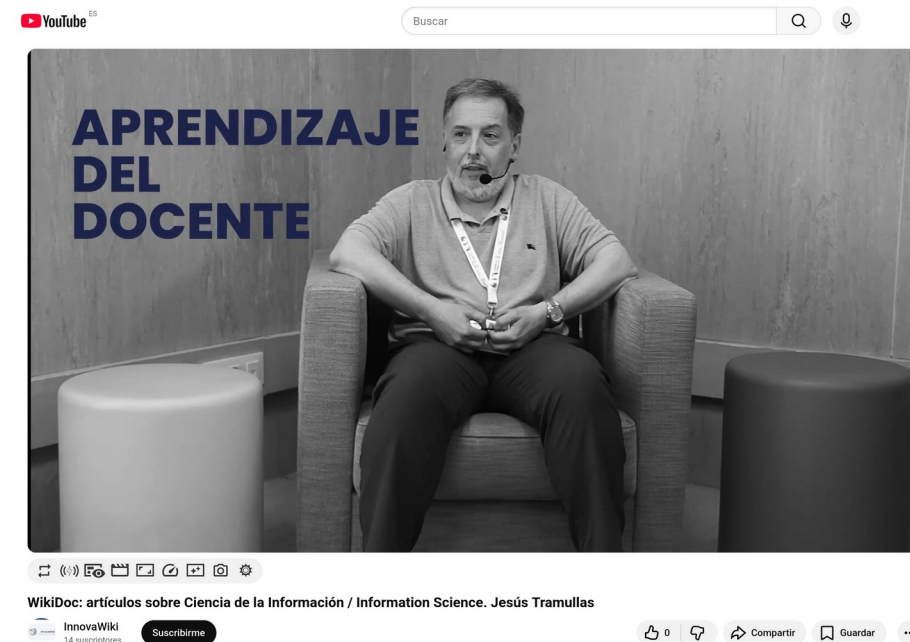 YouTube ES
Buscar
APRENDIZAJE
DEL
DOCENTE
WikiDoc: artículos sobre Ciencia de la Información / Information Science. Jesús Tramullas
InnovaWiki
14 suscriptores
Suscribirme
0
Compartir
Guardar